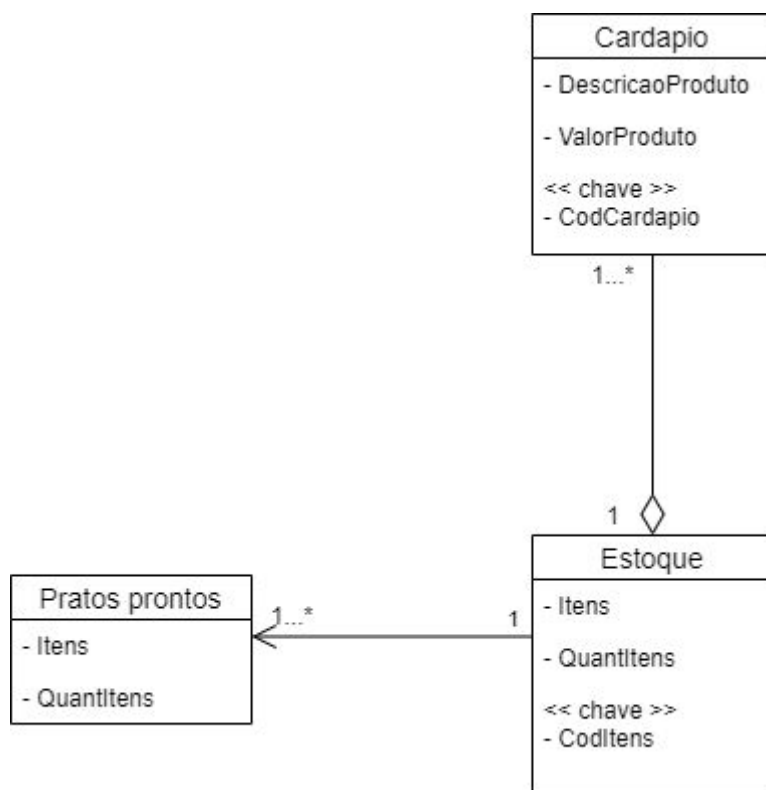 Cardapio
- DescricaoProduto
- ValorProduto
<< chave >>
- CodCardapio
1...*
1
Estoque
- Itens
- QuantItens
<< chave >>
- CodItens
Pratos prontos
- Itens
- QuantItens
1...*
1